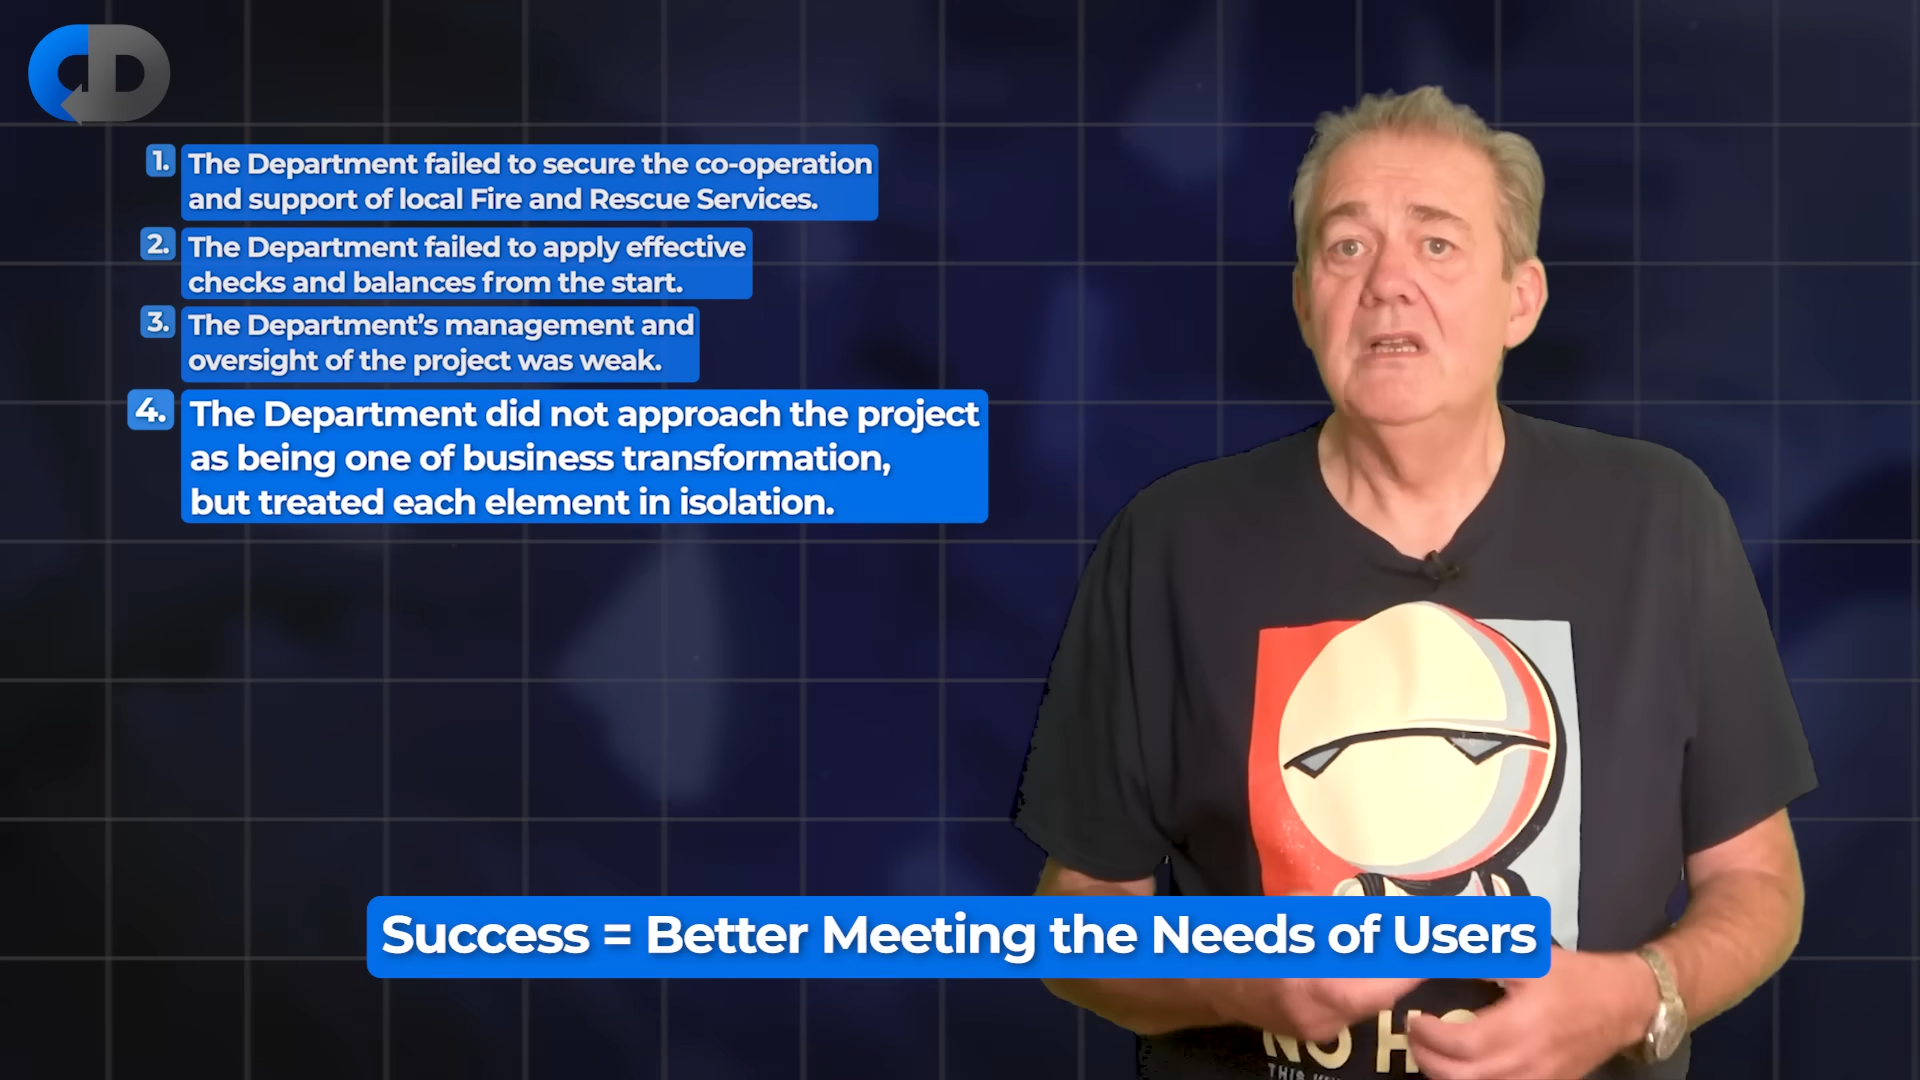 1. The Department failed to secure the co-operation
and support of local Fire and Rescue Services.
2. The Department failed to apply effective
checks and balances from the start.
3. The Department’s management and
oversight of the project was weak.
4. The Department did not approach the project
as being one of business transformation,
but treated each element in isolation.
Success = Better Meeting the Needs of Users
NO
THIS